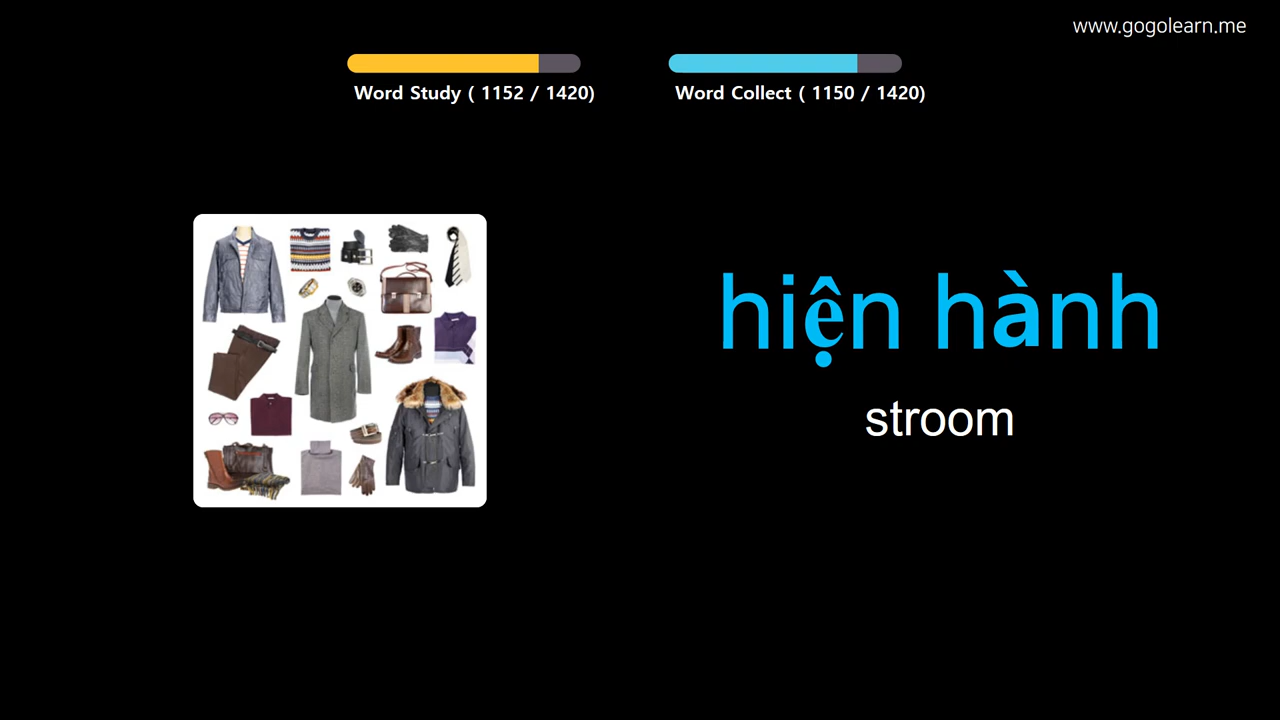 www.gogolearn.me
Word Study ( 1152 / 1420)
Word Collect ( 1150 / 1420)
hiện hành
stroom